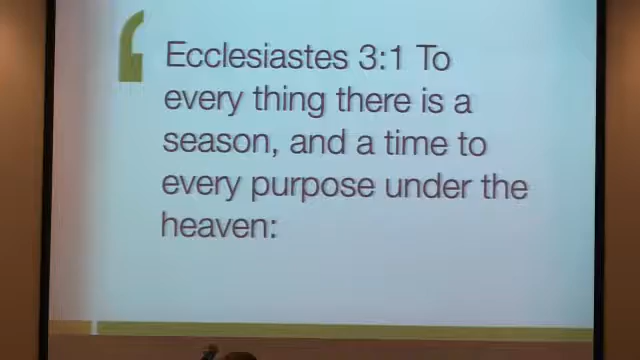 Ecclesiastes 3:1 To
every thing there is a
season, and a time to
every purpose under the
heaven: